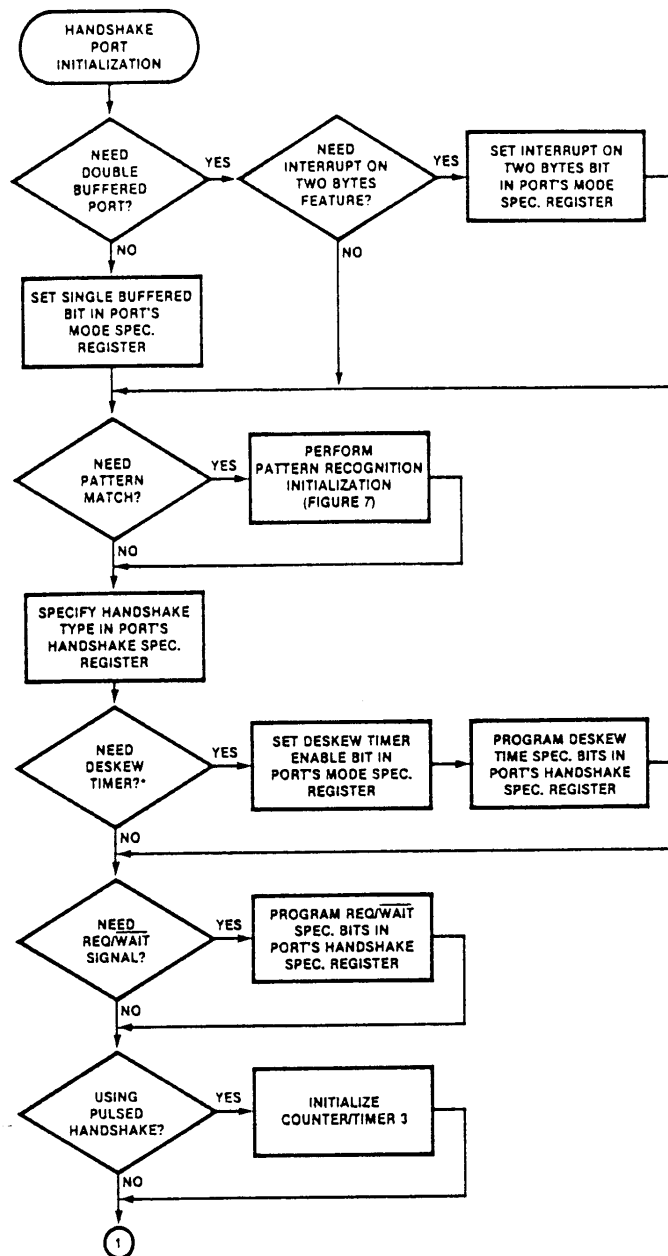 HANDSHAKE
PORT
INITIALIZATION
NEED
DOUBLE
BUFFERED
PORT?
YES
NO
NEED
INTERRUPT ON
TWO BYTES
FEATURE?
YES
NO
SET INTERRUPT ON
TWO BYTES BIT
IN PORT'S MODE
SPEC. REGISTER
SET SINGLE BUFFERED
BIT IN PORT'S
MODE SPEC.
REGISTER
NEED
PATTERN
MATCH?
YES
NO
PERFORM
PATTERN RECOGNITION
INITIALIZATION
(FIGURE 7)
SPECIFY HANDSHAKE
TYPE IN PORT'S
HANDSHAKE SPEC.
REGISTER
NEED
DESKEW
TIMER?*
YES
NO
SET DESKEW TIMER
ENABLE BIT IN
PORT'S MODE SPEC.
REGISTER
PROGRAM DESKEW
TIME SPEC. BITS IN
PORT'S HANDSHAKE
SPEC. REGISTER
NEED
REQ/WAIT
SIGNAL?
YES
NO
PROGRAM REQ/WAIT
SPEC. BITS IN
PORT'S HANDSHAKE
SPEC. REGISTER
USING
PULSED
HANDSHAKE?
YES
NO
INITIALIZE
COUNTER/TIMER 3
1